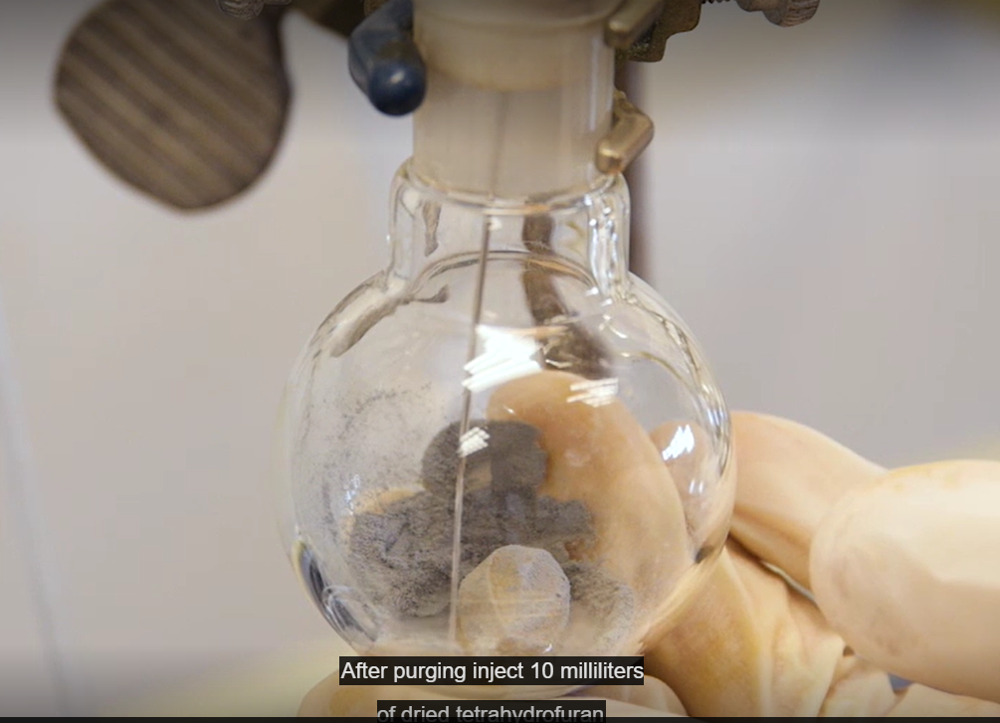 After purging inject 10 milliliters
of dried tetrahydrofuran